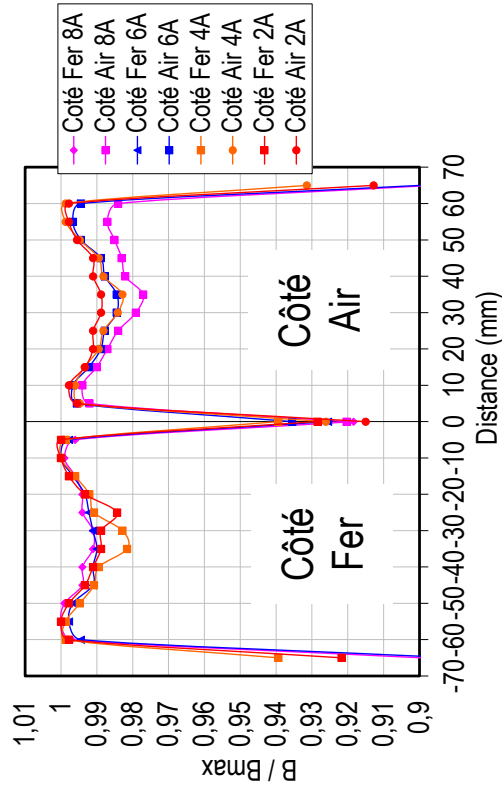 B / Bmax
1,01
1
0,99
0,98
0,97
0,96
0,95
0,94
0,93
0,92
0,91
0,9
-70
-60
-50
-40
-30
-20
-10
0
10
20
30
40
50
60
70
Distance (mm)
Côté
Fer
Côté
Air
Coté Fer 8A
Coté Air 8A
Coté Fer 6A
Coté Air 6A
Coté Fer 4A
Coté Air 4A
Coté Fer 2A
Coté Air 2A